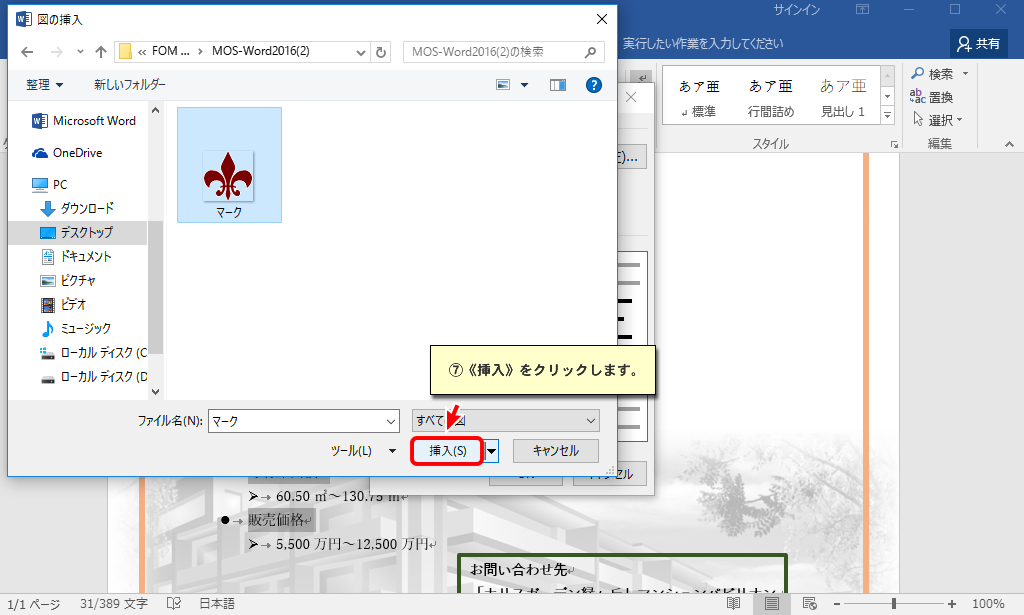 図の挿入
サインイン
« FOM ... › MOS-Word2016(2)
MOS-Word2016(2)の検索
実行したい作業を入力してください
共有
整理
新しいフォルダー
Microsoft Word
OneDrive
PC
ダウンロード
デスクトップ
ドキュメント
ピクチャ
ビデオ
ミュージック
ローカル ディスク (C
ローカル ディスク (D
マーク
あア亜
あア亜
あア亜
↲ 標準
行間詰め
見出し 1
スタイル
検索
置換
選択
編集
⑦《挿入》をクリックします。
ファイル名(N):
マーク
すべて
ツール(L)
挿入(S)
キャンセル
➢→ 60.50 ㎡～130.75 ㎡↲
●→ 販売価格↲
➢→ 5,500 万円～12,500 万円↲
お問い合わせ先↲
1/1 ページ
31/389 文字
日本語
100%